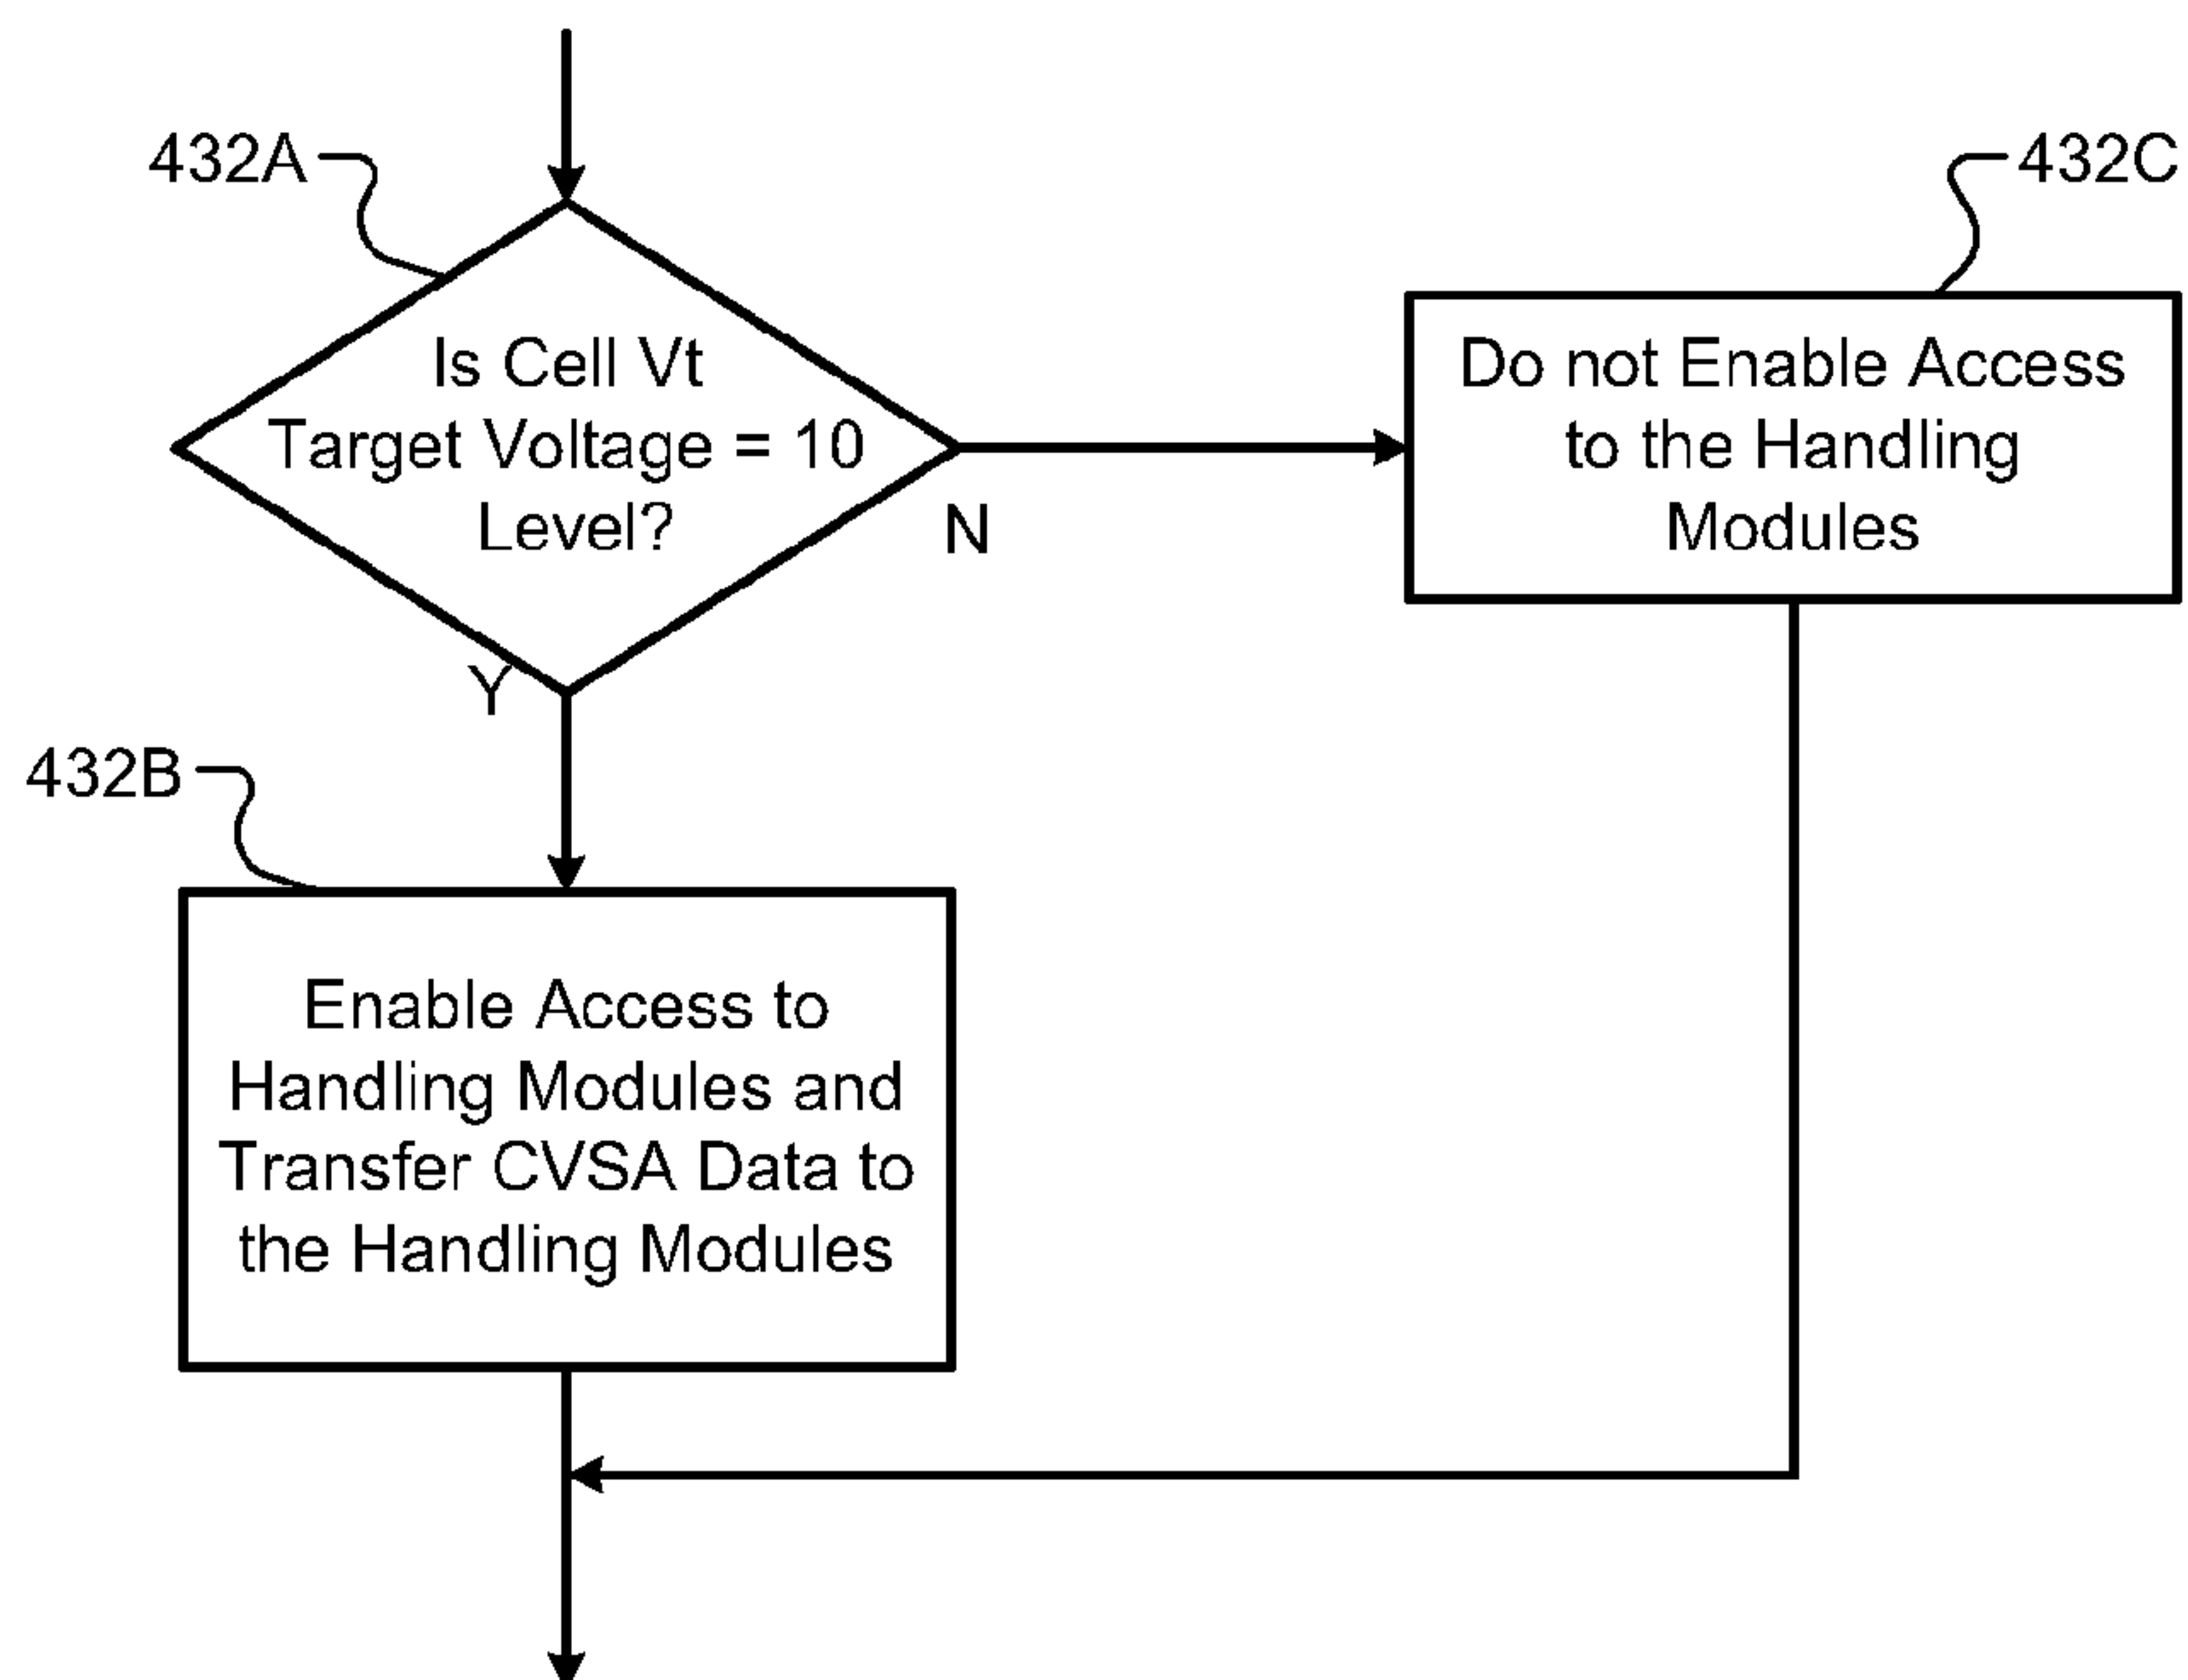 432A
Is Cell Vt
Target Voltage = 10
Level?
N
Y
432C
Do not Enable Access
to the Handling
Modules
432B
Enable Access to
Handling Modules and
Transfer CVSA Data to
the Handling Modules